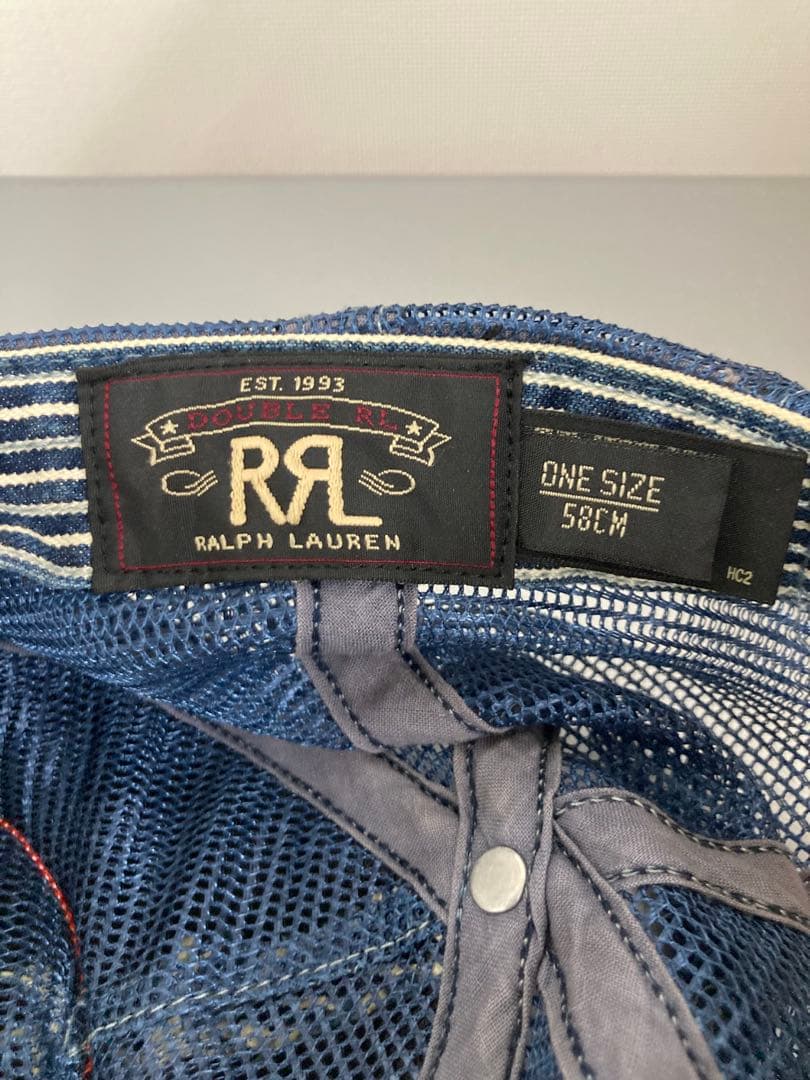 EST. 1993
DOUBLE RL
RRL
RALPH LAUREN
ONE SIZE
58CM
HC2